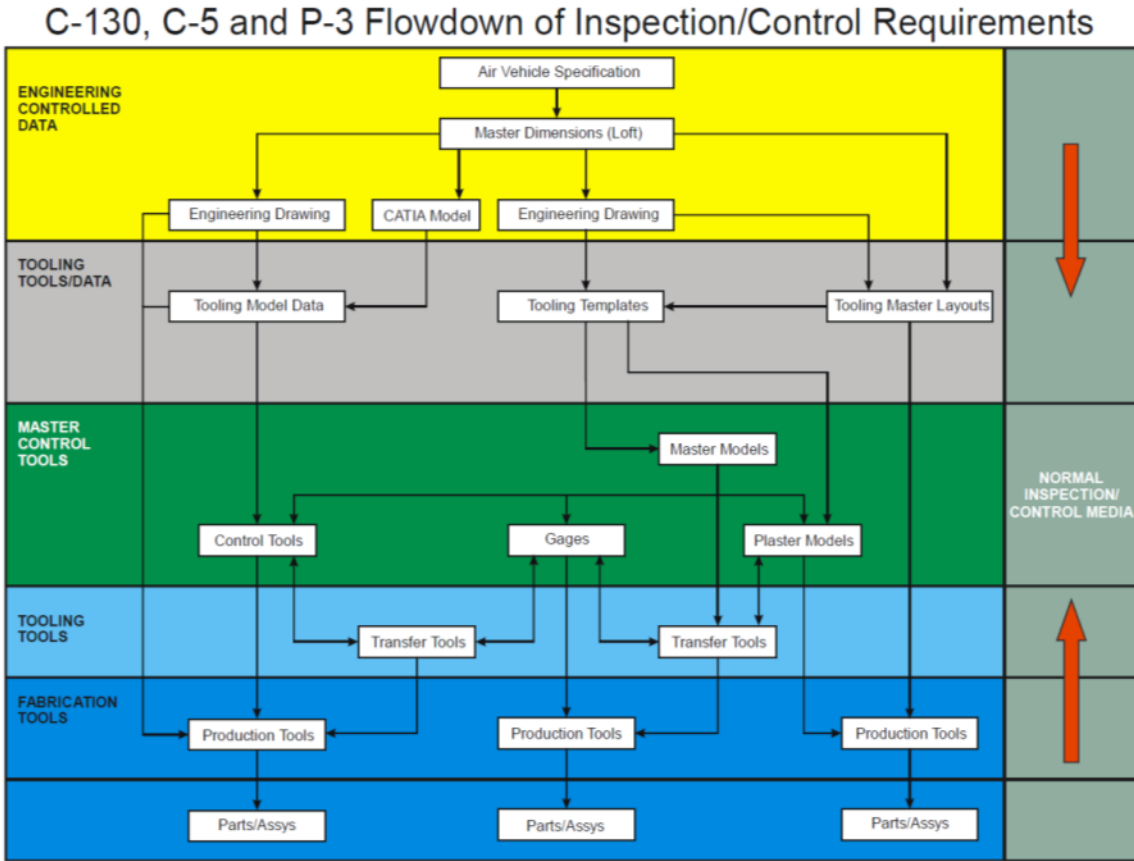 C-130, C-5 and P-3 Flowdown of Inspection/Control Requirements
ENGINEERING
CONTROLLED
DATA
Air Vehicle Specification
Master Dimensions (Loft)
Engineering Drawing
CATIA Model
Engineering Drawing
TOOLING
TOOLS/DATA
Tooling Model Data
Tooling Templates
Tooling Master Layouts
MASTER
CONTROL
TOOLS
Master Models
NORMAL
INSPECTION/
CONTROL MEDIA
Control Tools
Gages
Plaster Models
TOOLING
TOOLS
Transfer Tools
Transfer Tools
FABRICATION
TOOLS
Production Tools
Production Tools
Production Tools
Parts/Assys
Parts/Assys
Parts/Assys